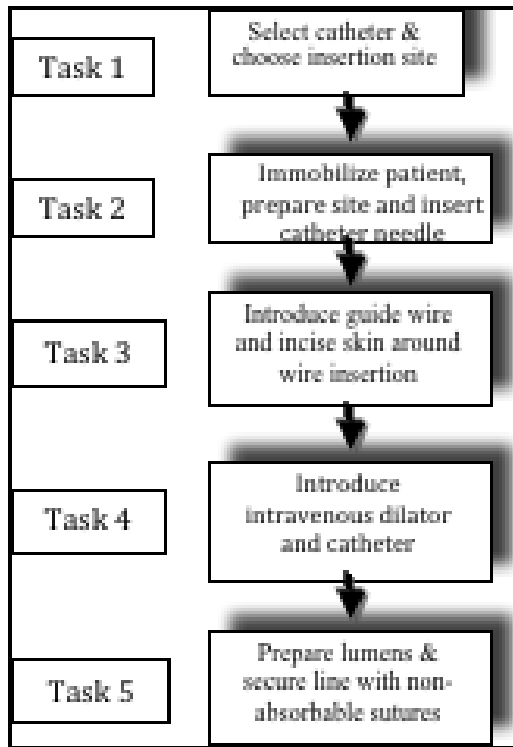 Task 1
Select catheter &
choose insertion site
Task 2
Immobilize patient,
prepare site and insert
catheter needle
Task 3
Introduce guide wire
and incise skin around
wire insertion
Task 4
Introduce
intravenous dilator
and catheter
Task 5
Prepare lumens &
secure line with non-
absorbable sutures